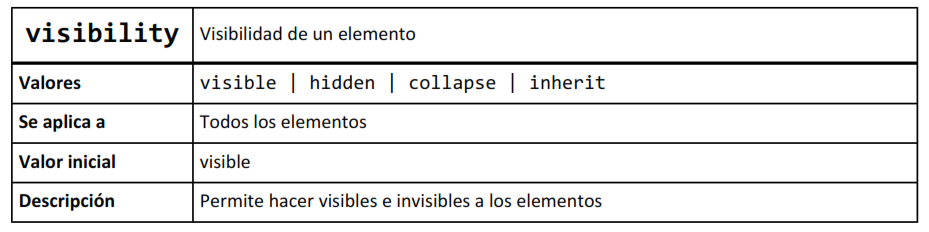 visibility Visibilidad de un elemento
Valores visible | hidden | collapse | inherit
Se aplica a Todos los elementos
Valor inicial visible
Descripción Permite hacer visibles e invisibles a los elementos